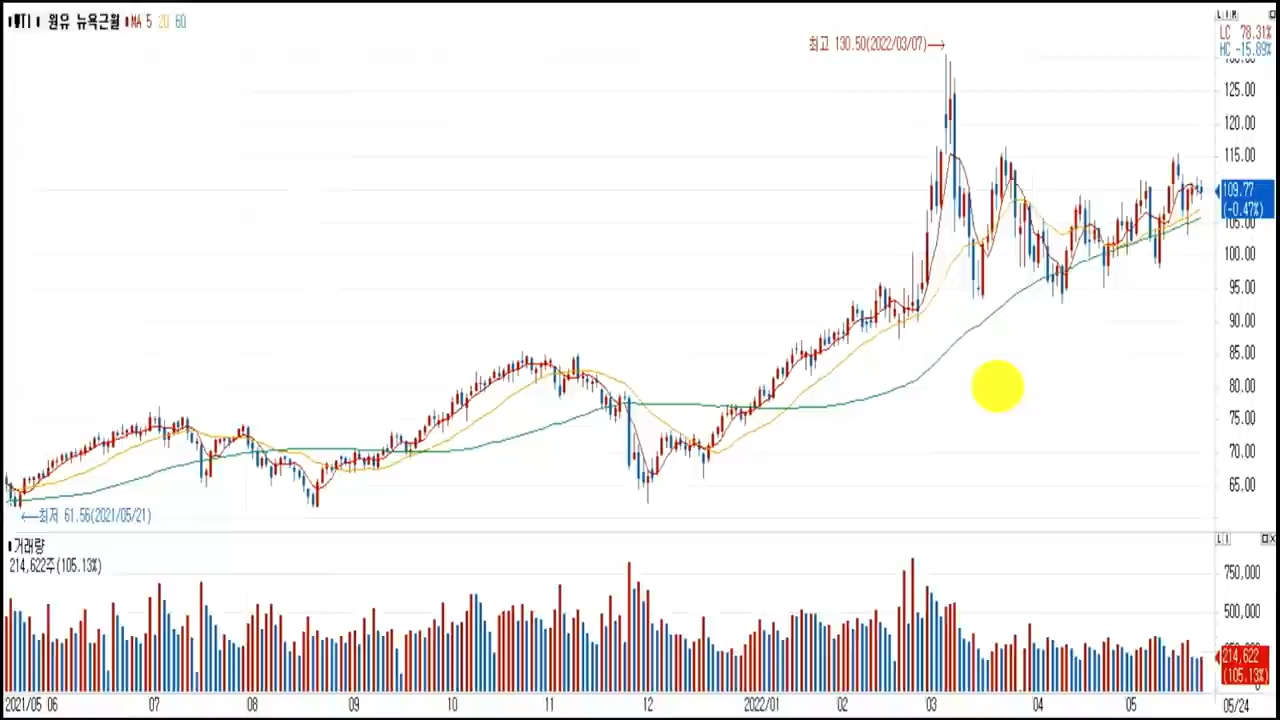 WTI 원유 뉴욕근월 MA 5 20 60
L I R
LC 78.31%
HC -15.89%
최고 130.50(2022/03/07)
125.00
120.00
115.00
109.77
(-0.47%)
105.00
100.00
95.00
90.00
85.00
80.00
75.00
70.00
65.00
최저 61.56(2021/05/21)
거래량
L I
214,622주(105.13%)
750,000
500,000
214,622
(105.13%)
2021/05 06 07 08 09 10 11 12 2022/01 02 03 04 05 05/24